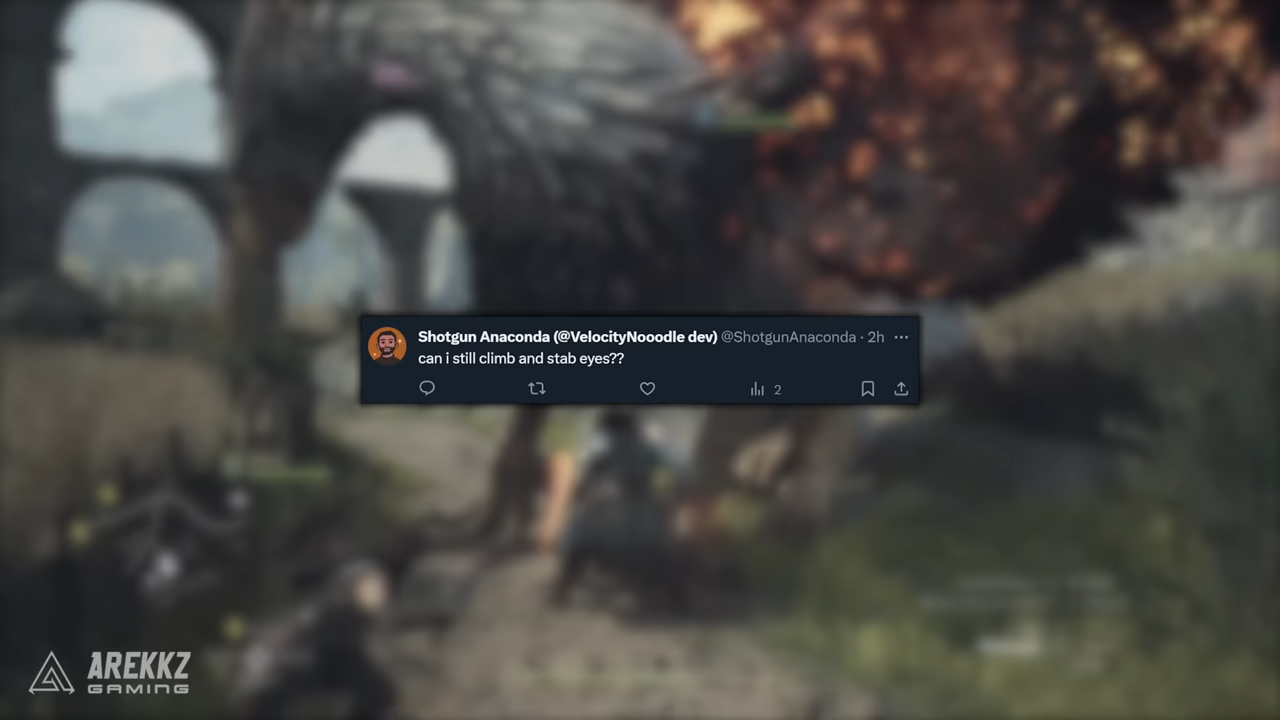 Shotgun Anaconda (@VelocityNooodle dev) @ShotgunAnaconda · 2h
can i still climb and stab eyes??
2
AREKKZ
GAMING